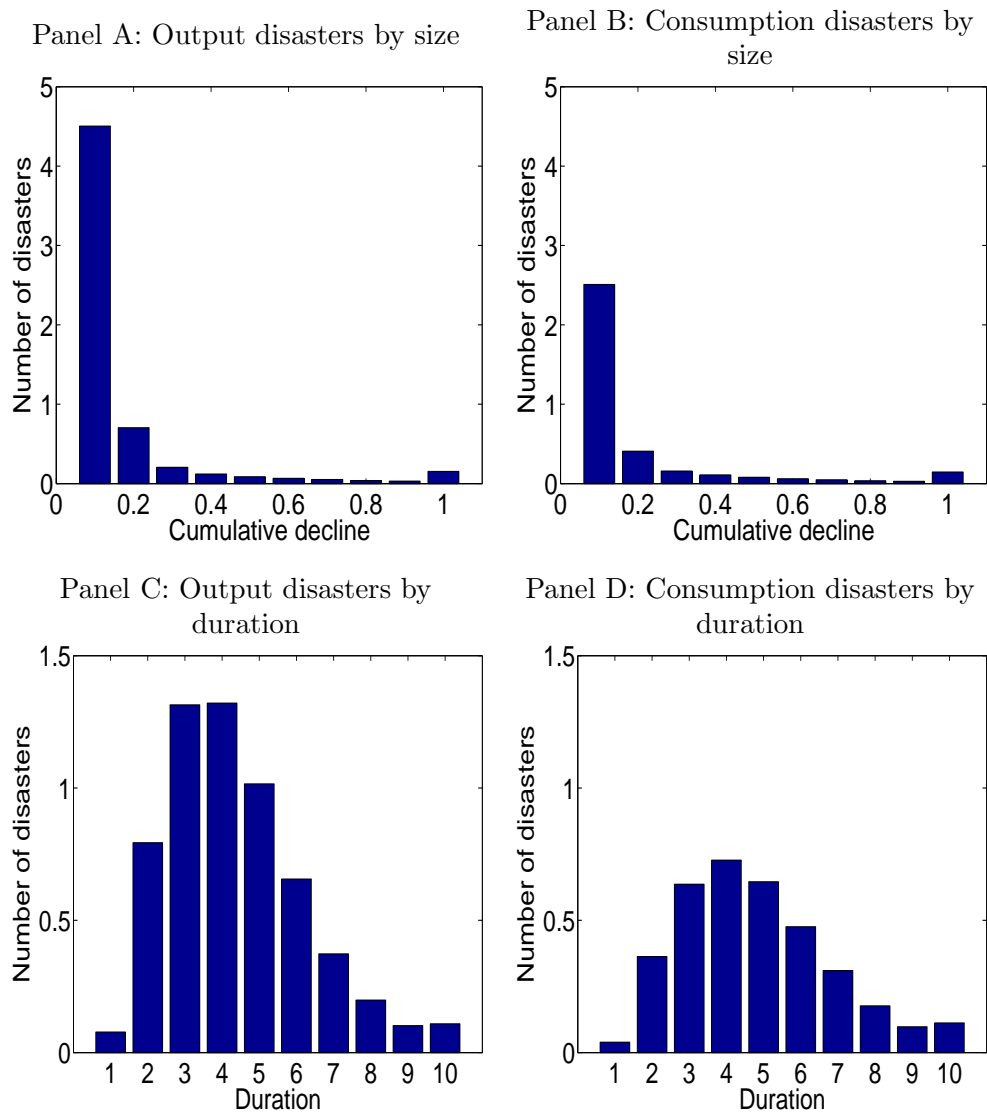 Panel A: Output disasters by size
5
4
3
2
1
0
Number of disasters
0 0.2 0.4 0.6 0.8 1
Cumulative decline
Panel B: Consumption disasters by
size
5
4
3
2
1
0
Number of disasters
0 0.2 0.4 0.6 0.8 1
Cumulative decline
Panel C: Output disasters by
duration
1.5
1
0.5
0
Number of disasters
1 2 3 4 5 6 7 8 9 10
Duration
Panel D: Consumption disasters by
duration
1.5
1
0.5
0
Number of disasters
1 2 3 4 5 6 7 8 9 10
Duration